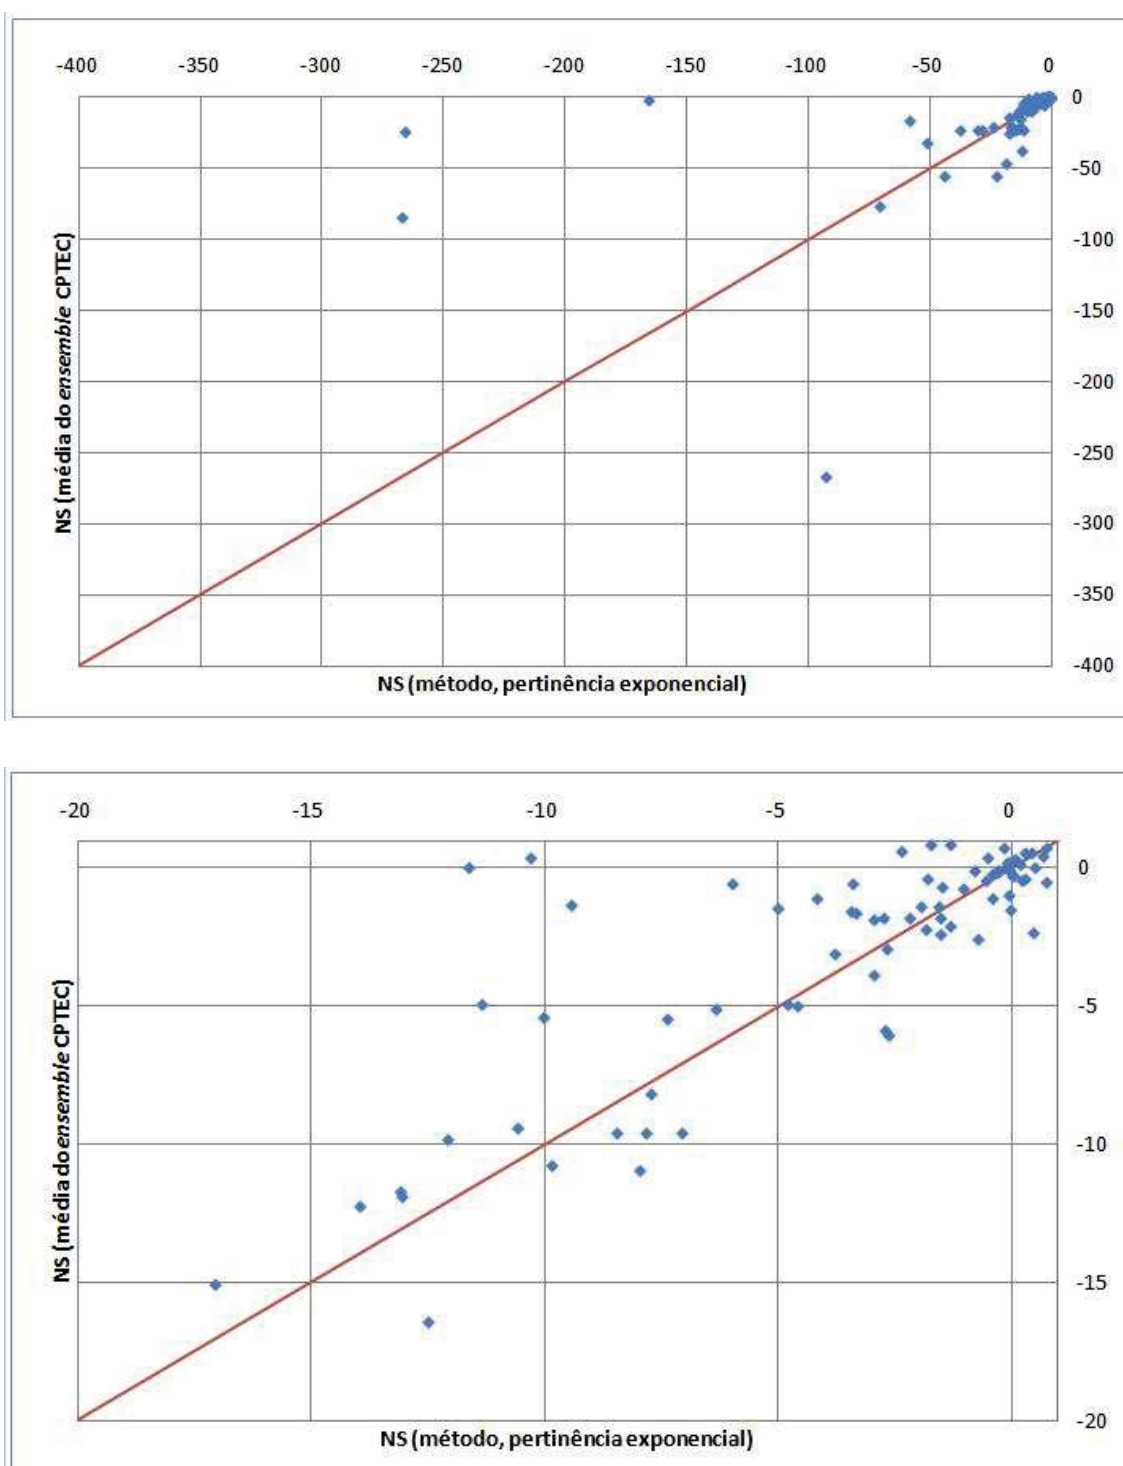 -400 -350 -300 -250 -200 -150 -100 -50 0
0
-50
-100
-150
-200
-250
-300
-350
-400
NS (média do ensemble CPTEC)
NS (método, pertinência exponencial)
-20 -15 -10 -5 0
0
-5
-10
-15
-20
NS (média do ensemble CPTEC)
NS (método, pertinência exponencial)